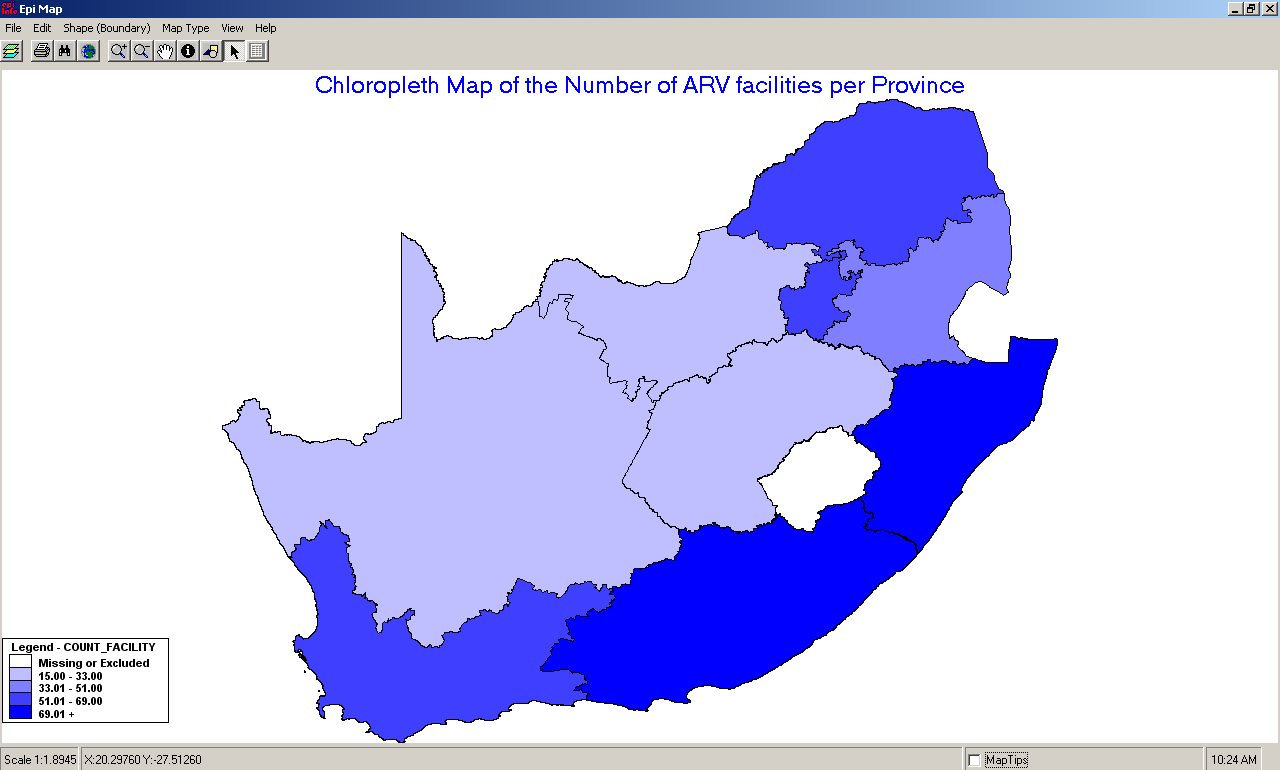 Epi Map
File Edit Shape (Boundary) Map Type View Help
Chloropleth Map of the Number of ARV facilities per Province
Legend - COUNT_FACILITY
Missing or Excluded
15.00 - 33.00
33.01 - 51.00
51.01 - 69.00
69.01 +
Scale 1:1.8945 X:20.29760 Y:-27.51260 MapTips 10:24 AM